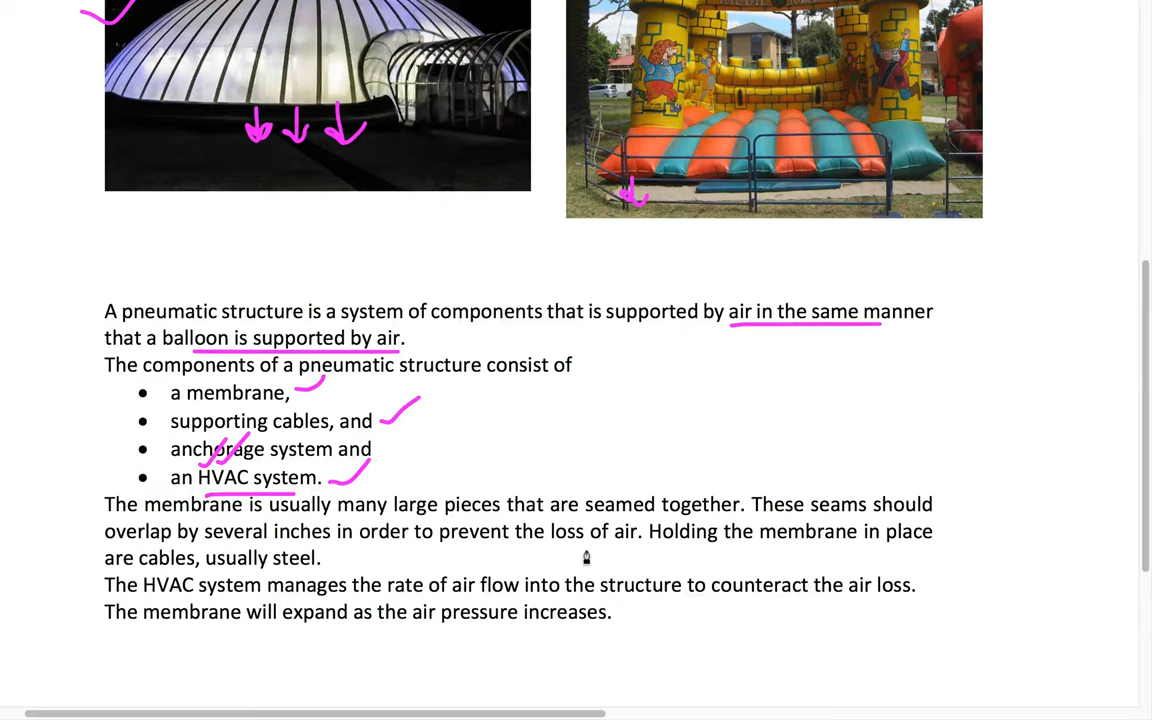 A pneumatic structure is a system of components that is supported by air in the same manner
that a balloon is supported by air.
The components of a pneumatic structure consist of
• a membrane,
• supporting cables, and
• anchorage system and
• an HVAC system.
The membrane is usually many large pieces that are seamed together. These seams should
overlap by several inches in order to prevent the loss of air. Holding the membrane in place
are cables, usually steel.
The HVAC system manages the rate of air flow into the structure to counteract the air loss.
The membrane will expand as the air pressure increases.